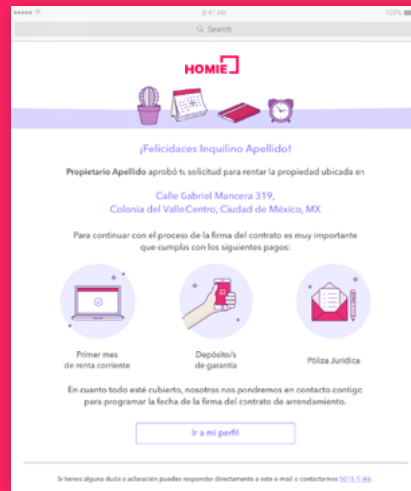 9:41 AM
100%
Search
HOMIE
¡Felicidaces Inquilino Apellido!
Propietario Apellido aprobó tu solicitud para rentar la propiedad ubicada en
Calle Gabriel Mancera 319,
Colonia del ValleCentro, Ciudad de México, MX
Para continuar con el proceso de la firma del contrato es muy importante
que cumplas con los siguientes pagos:
Primer mes
de renta corriente
Depósito/s
de garantía
Póliza Jurídica
En cuanto todo esté cubierto, nosotros nos pondremos en contacto contigo
para programar la fecha de la firma del contrato de arrendamiento.
Ir a mi perfil
Si tienes alguna duda o aclaración puedes responder directamente a este e-mail o contactarnos 5015